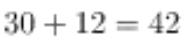 30 + 12 = 42